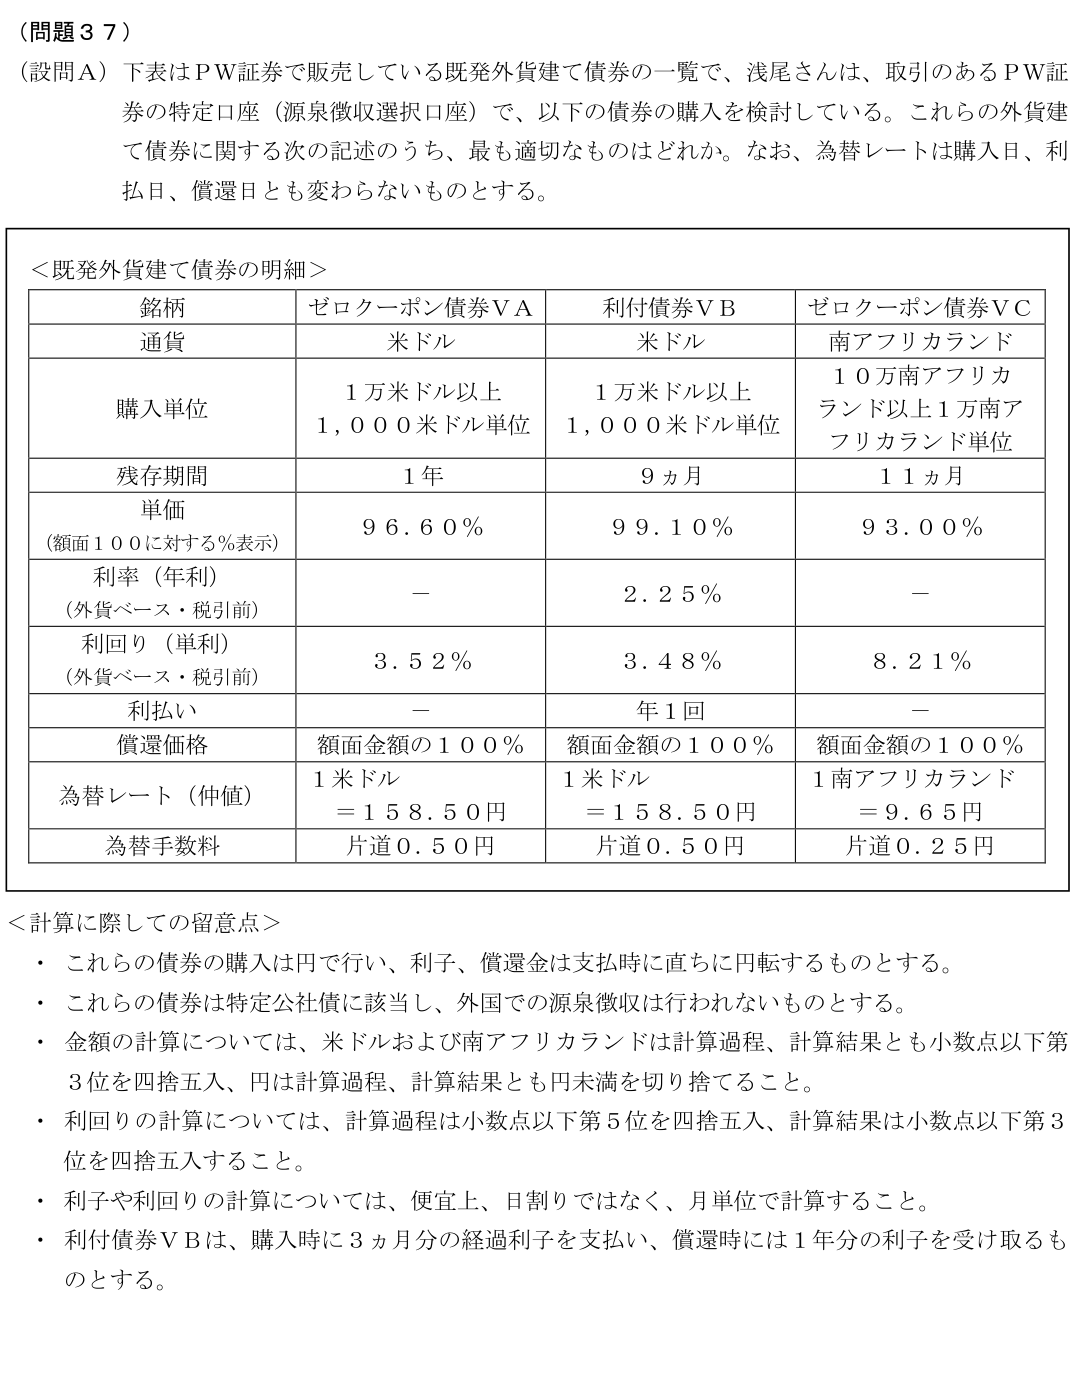 （問題３７）
（設問Ａ）下表はＰＷ証券で販売している既発外貨建て債券の一覧で、浅尾さんは、取引のあるＰＷ証
券の特定口座（源泉徴収選択口座）で、以下の債券の購入を検討している。これらの外貨建
て債券に関する次の記述のうち、最も適切なものはどれか。なお、為替レートは購入日、利
払日、償還日とも変わらないものとする。
＜既発外貨建て債券の明細＞
銘柄 ゼロクーポン債券ＶＡ 利付債券ＶＢ ゼロクーポン債券ＶＣ
通貨 米ドル 米ドル 南アフリカランド
購入単位 １万米ドル以上 １万米ドル以上 １０万南アフリカ
１，０００米ドル単位 １，０００米ドル単位 ランド以上１万南ア
フリカランド単位
残存期間 １年 ９ヵ月 １１ヵ月
単価 ９６．６０％ ９９．１０％ ９３．００％
（額面１００に対する％表示）
利率（年利） － ２．２５％ －
（外貨ベース・税引前）
利回り（単利） ３．５２％ ３．４８％ ８．２１％
（外貨ベース・税引前）
利払い － 年１回 －
償還価格 額面金額の１００％ 額面金額の１００％ 額面金額の１００％
為替レート（仲値） １米ドル １米ドル １南アフリカランド
＝１５８．５０円 ＝１５８．５０円 ＝９．６５円
為替手数料 片道０．５０円 片道０．５０円 片道０．２５円
＜計算に際しての留意点＞
・ これらの債券の購入は円で行い、利子、償還金は支払時に直ちに円転するものとする。
・ これらの債券は特定公社債に該当し、外国での源泉徴収は行われないものとする。
・ 金額の計算については、米ドルおよび南アフリカランドは計算過程、計算結果とも小数点以下第
３位を四捨五入、円は計算過程、計算結果とも円未満を切り捨てること。
・ 利回りの計算については、計算過程は小数点以下第５位を四捨五入、計算結果は小数点以下第３
位を四捨五入すること。
・ 利子や利回りの計算については、便宜上、日割りではなく、月単位で計算すること。
・ 利付債券ＶＢは、購入時に３ヵ月分の経過利子を支払い、償還時には１年分の利子を受け取るも
のとする。